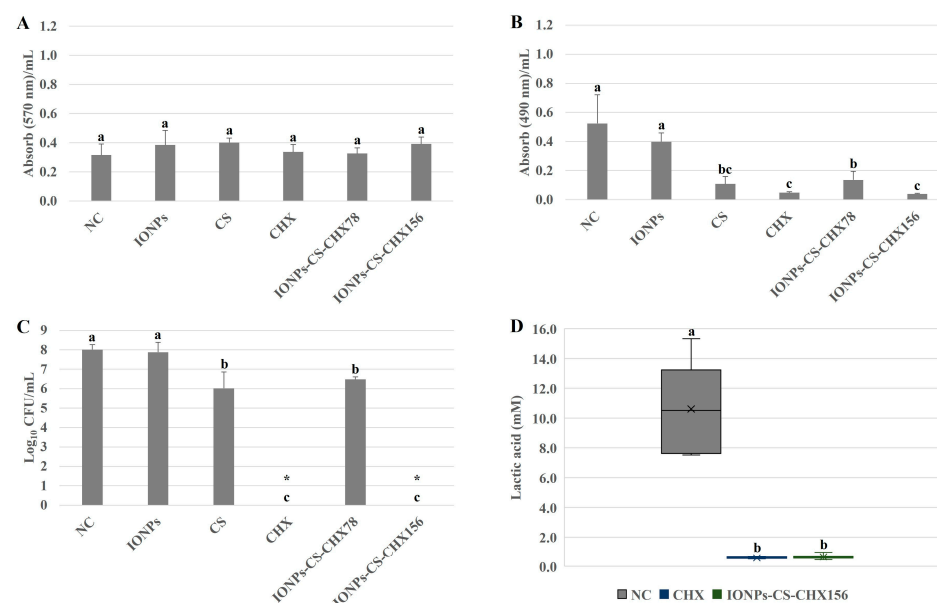 A
Absorb (570 nm)/mL
1.2
1.0
0.8
0.6
0.4
0.2
0.0
a
a
a
a
a
a
NC
IONPs
CS
CHX
IONPs-CS-CHX78
IONPs-CS-CHX156
B
Absorb (490 nm)/mL
1.2
1.0
0.8
0.6
0.4
0.2
0.0
a
a
bc
c
b
c
NC
IONPs
CS
CHX
IONPs-CS-CHX78
IONPs-CS-CHX156
C
Log10 CFU/mL
9
8
7
6
5
4
3
2
1
0
a
a
b
*
c
b
*
c
NC
IONPs
CS
CHX
IONPs-CS-CHX78
IONPs-CS-CHX156
D
Lactic acid (mM)
16.0
14.0
12.0
10.0
8.0
6.0
4.0
2.0
0.0
a
b
b
NC CHX IONPs-CS-CHX156